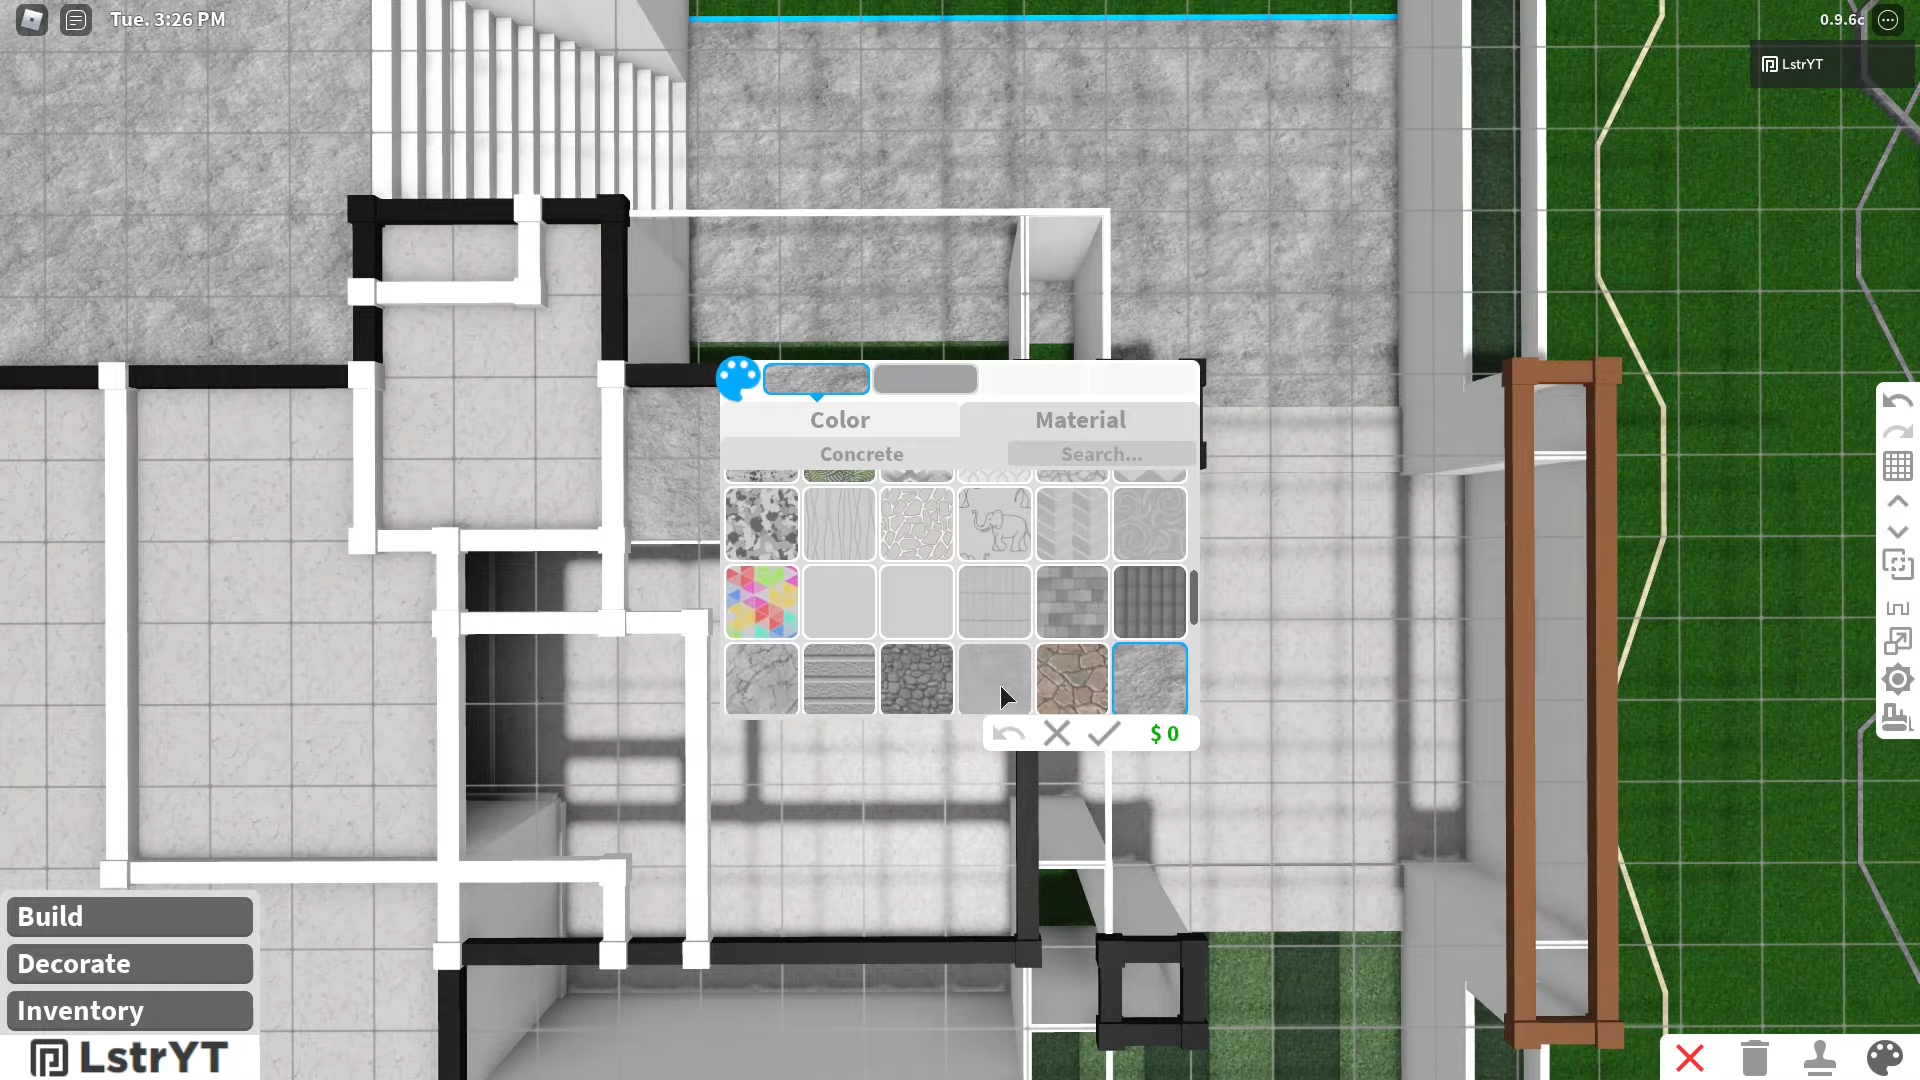 Tue. 3:26 PM
0.9.6c
LstrYT
Color
Material
Concrete
Search...
$ 0
Build
Decorate
Inventory
LstrYT